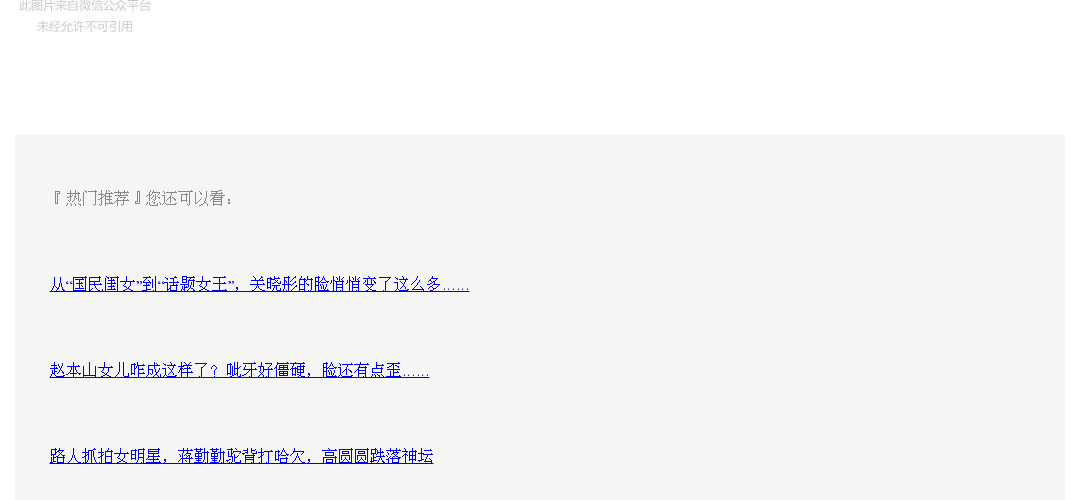 此图片来自微信公众平台
未经允许不可引用
『热门推荐』您还可以看：
从“国民闺女”到“话题女王”，关晓彤的脸悄悄变了这么多……
赵本山女儿咋成这样了？呲牙好僵硬，脸还有点歪……
路人抓拍女明星，蒋勤勤驼背打哈欠，高圆圆跌落神坛